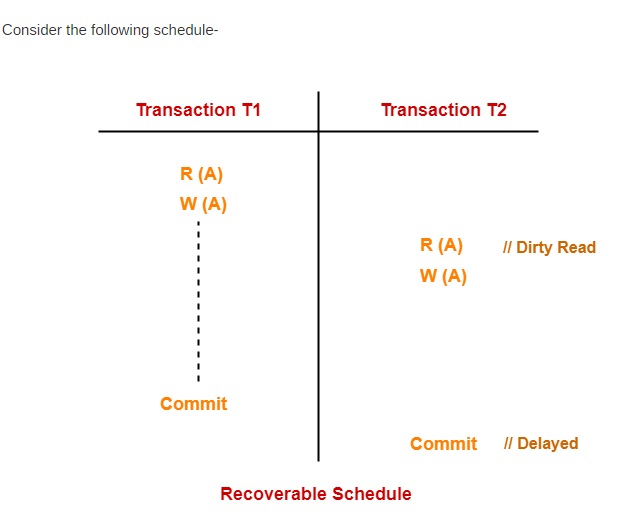 Consider the following schedule-
Transaction T1 Transaction T2
R (A)
W (A)
R (A) // Dirty Read
W (A)
Commit
Commit // Delayed
Recoverable Schedule